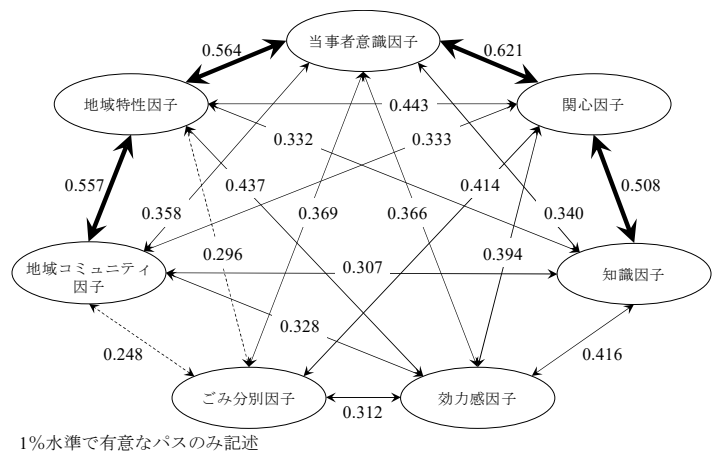 当事者意識因子
0.564
0.621
地域特性因子
関心因子
0.443
0.332
0.333
0.557
0.437
0.414
0.508
0.358
0.369
0.366
0.340
0.296
0.394
地域コミュニティ
因子
0.307
知識因子
0.328
0.248
0.416
ごみ分別因子
0.312
効力感因子
1%水準で有意なパスのみ記述